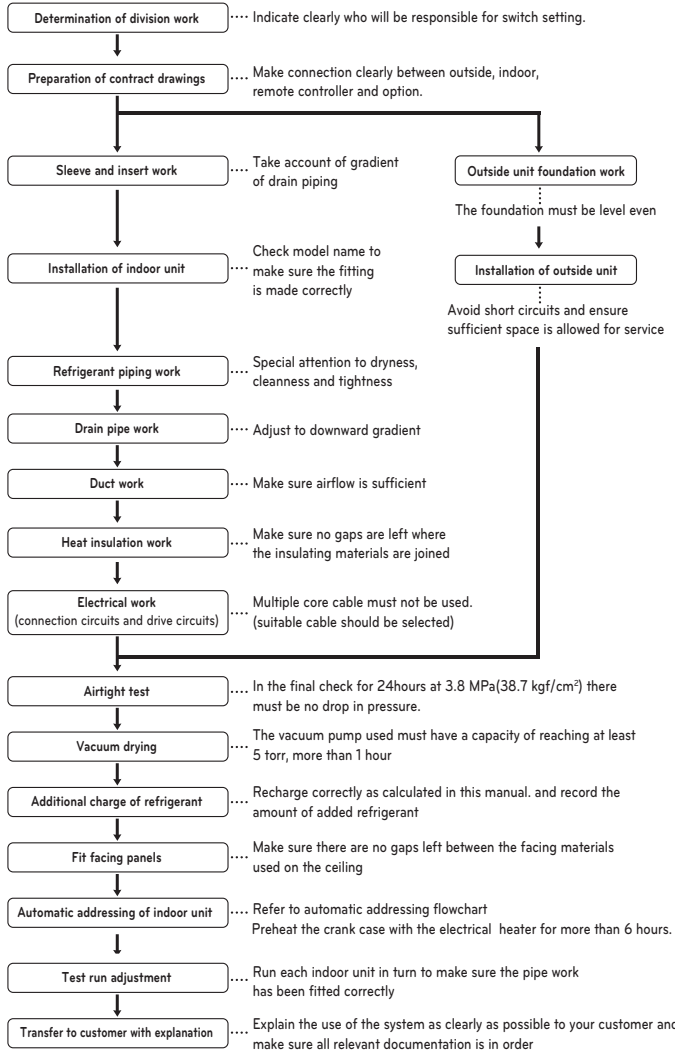 Determination of division work
Indicate clearly who will be responsible for switch setting.
Preparation of contract drawings
Make connection clearly between outside, indoor,
remote controller and option.
Sleeve and insert work
Take account of gradient
of drain piping
Outside unit foundation work
The foundation must be level even
Installation of indoor unit
Check model name to
make sure the fitting
is made correctly
Installation of outside unit
Avoid short circuits and ensure
sufficient space is allowed for service
Refrigerant piping work
Special attention to dryness,
cleanness and tightness
Drain pipe work
Adjust to downward gradient
Duct work
Make sure airflow is sufficient
Heat insulation work
Make sure no gaps are left where
the insulating materials are joined
Electrical work
(connection circuits and drive circuits)
Multiple core cable must not be used.
(suitable cable should be selected)
Airtight test
In the final check for 24hours at 3.8 MPa(38.7 kgf/cm²) there
must be no drop in pressure.
Vacuum drying
The vacuum pump used must have a capacity of reaching at least
5 torr, more than 1 hour
Additional charge of refrigerant
Recharge correctly as calculated in this manual. and record the
amount of added refrigerant
Fit facing panels
Make sure there are no gaps left between the facing materials
used on the ceiling
Automatic addressing of indoor unit
Refer to automatic addressing flowchart
Preheat the crank case with the electrical heater for more than 6 hours.
Test run adjustment
Run each indoor unit in turn to make sure the pipe work
has been fitted correctly
Transfer to customer with explanation
Explain the use of the system as clearly as possible to your customer and
make sure all relevant documentation is in order